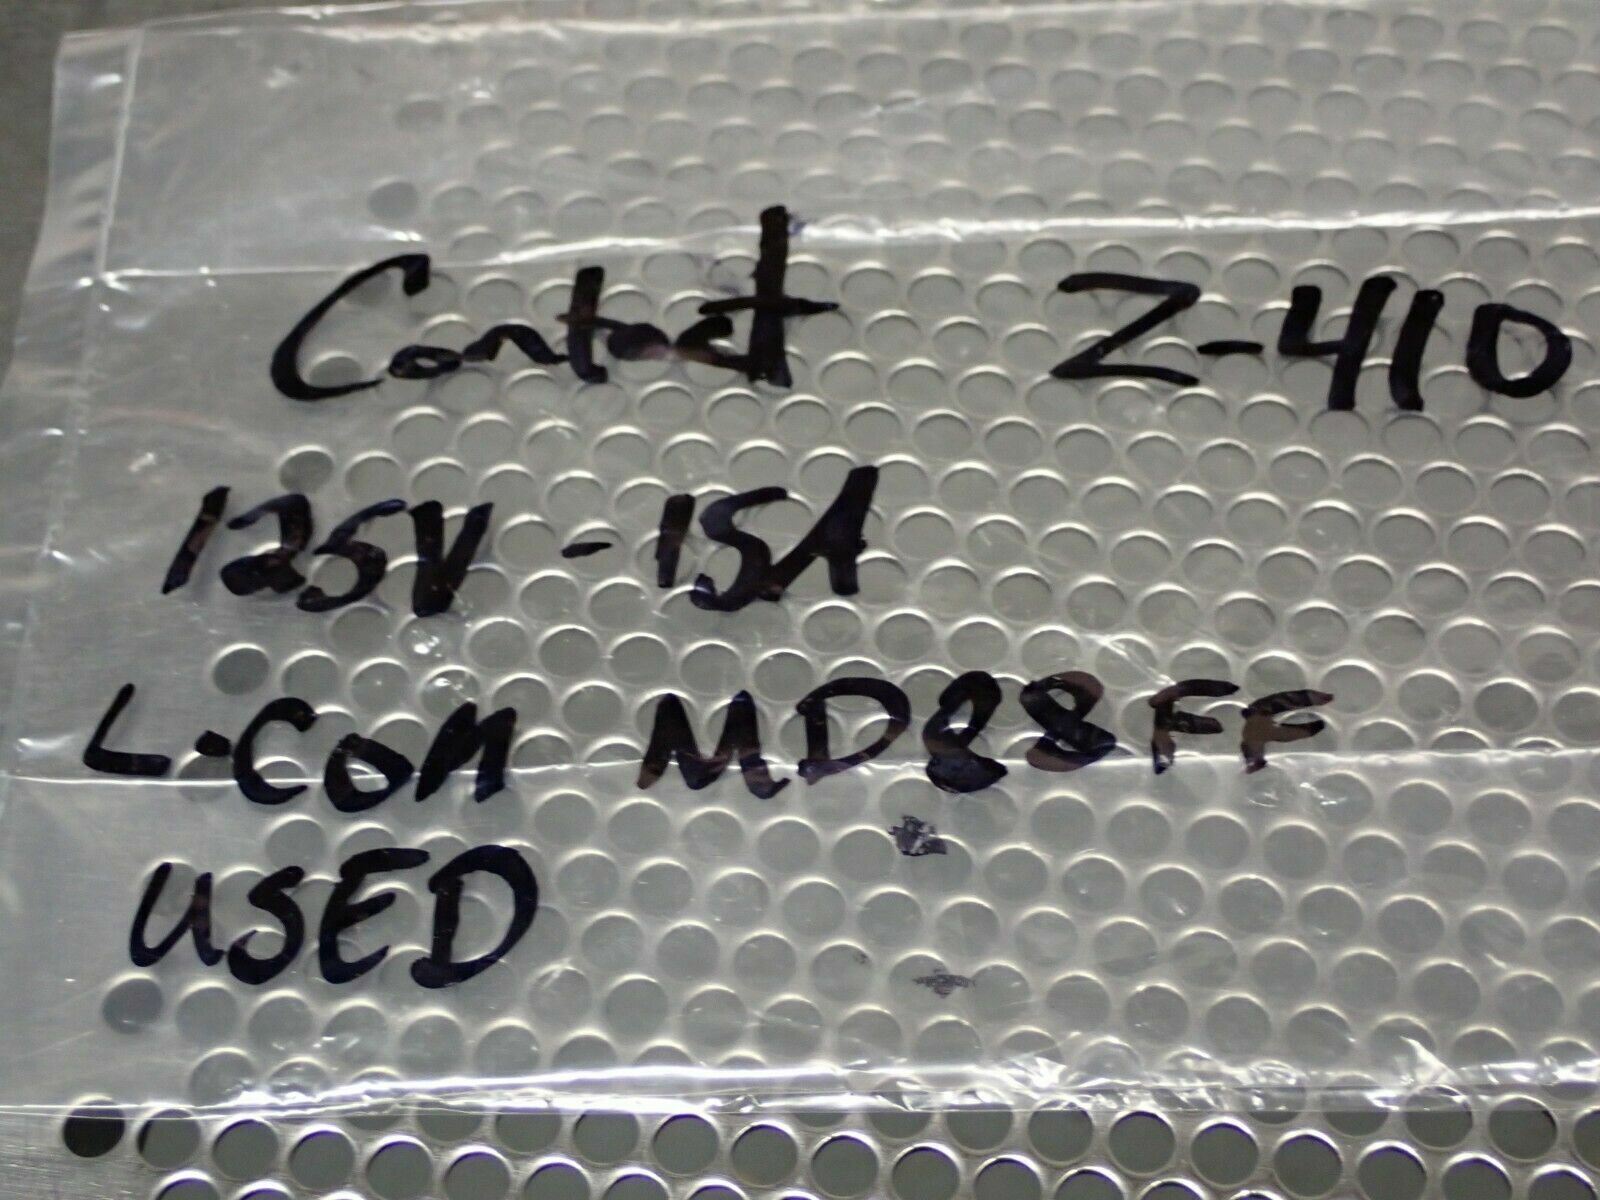 Contact Z-410
125V - 15A
L-COM MD88FF
USED